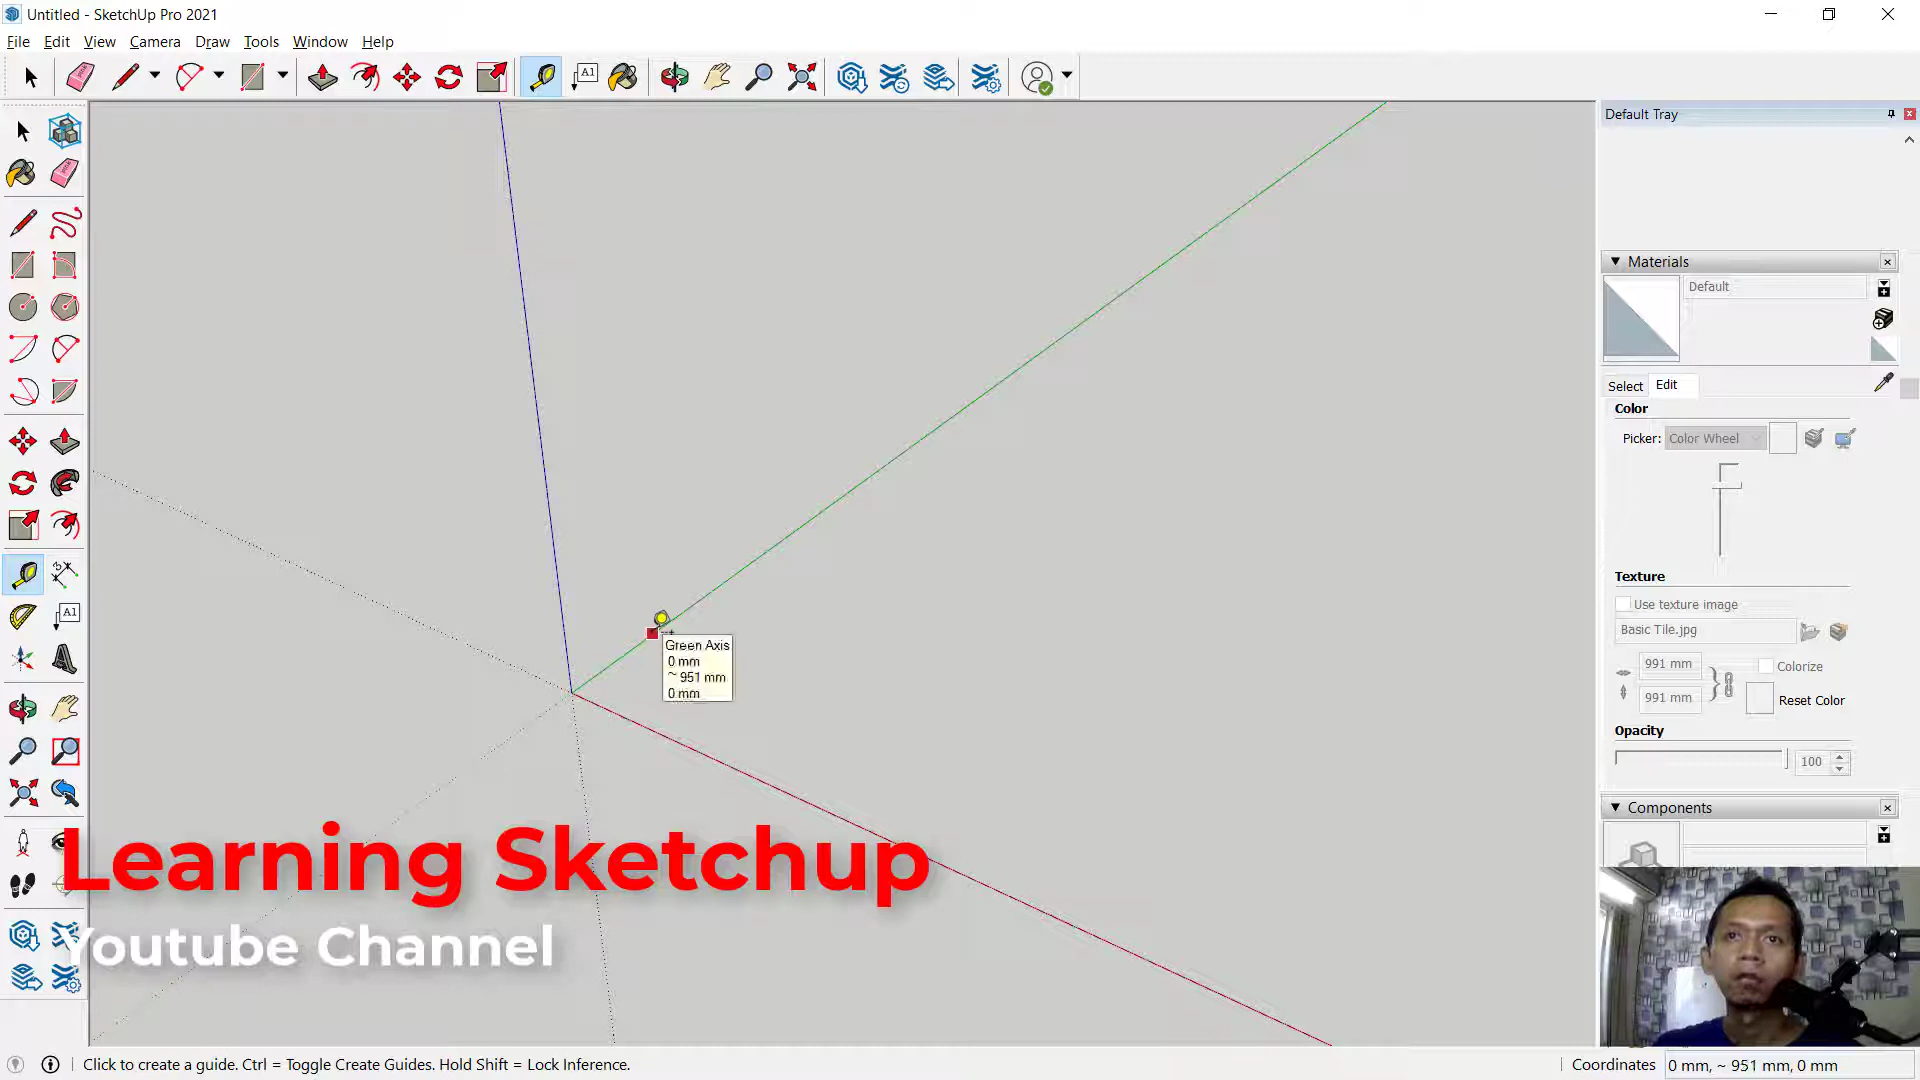 Untitled - SketchUp Pro 2021
File Edit View Camera Draw Tools Window Help
A1
Default Tray
Materials
Default
Select Edit
Color
Picker: Color Wheel
Texture
Use texture image
Basic Tile.jpg
991 mm
Colorize
991 mm
Reset Color
Opacity
100
Components
A1
Green Axis
0 mm
~ 951 mm
0 mm
Learning Sketchup
Youtube Channel
Click to create a guide. Ctrl = Toggle Create Guides. Hold Shift = Lock Inference.
Coordinates 0 mm, ~ 951 mm, 0 mm